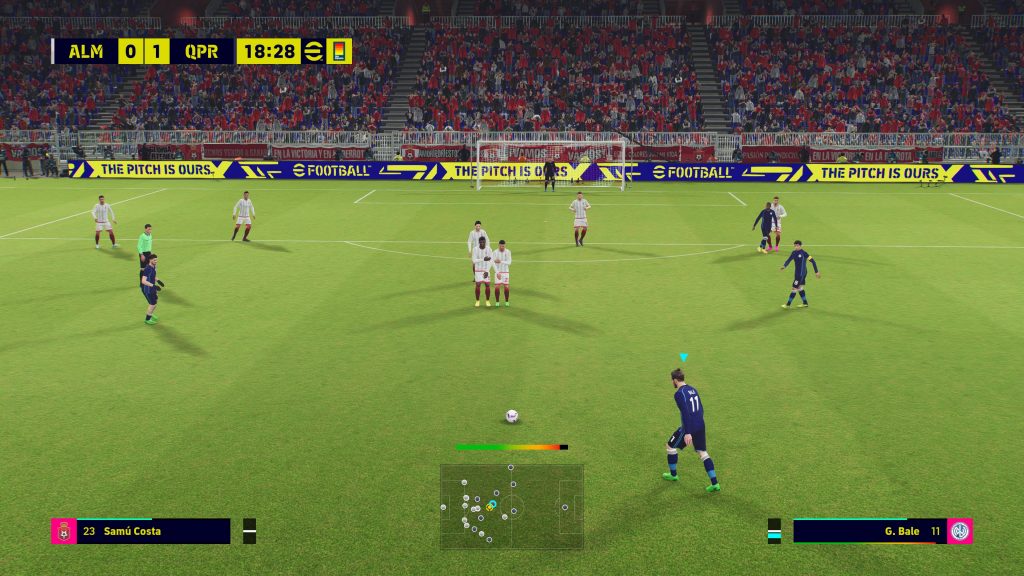 ALM 0 1 QPR 18:28
THE PITCH IS OURS. EFOOTBALL THE PITCH IS OURS. EFOOTBALL THE PITCH IS OURS.
11
23 Samú Costa
G. Bale 11